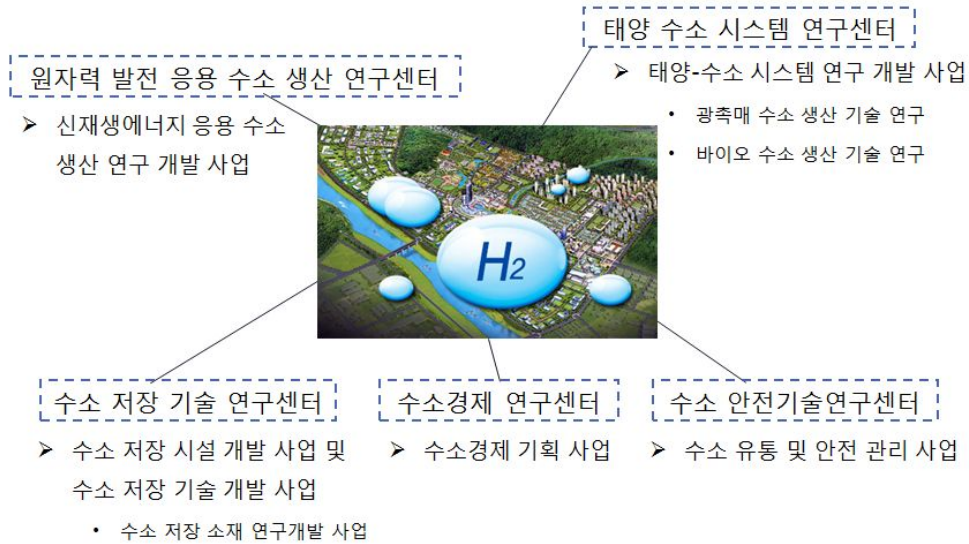 태양 수소 시스템 연구센터
➢ 태양-수소 시스템 연구 개발 사업
• 광촉매 수소 생산 기술 연구
• 바이오 수소 생산 기술 연구
원자력 발전 응용 수소 생산 연구센터
➢ 신재생에너지 응용 수소
생산 연구 개발 사업
H2
수소 저장 기술 연구센터
➢ 수소 저장 시설 개발 사업 및
수소 저장 기술 개발 사업
• 수소 저장 소재 연구개발 사업
수소경제 연구센터
➢ 수소경제 기획 사업
수소 안전기술연구센터
➢ 수소 유통 및 안전 관리 사업